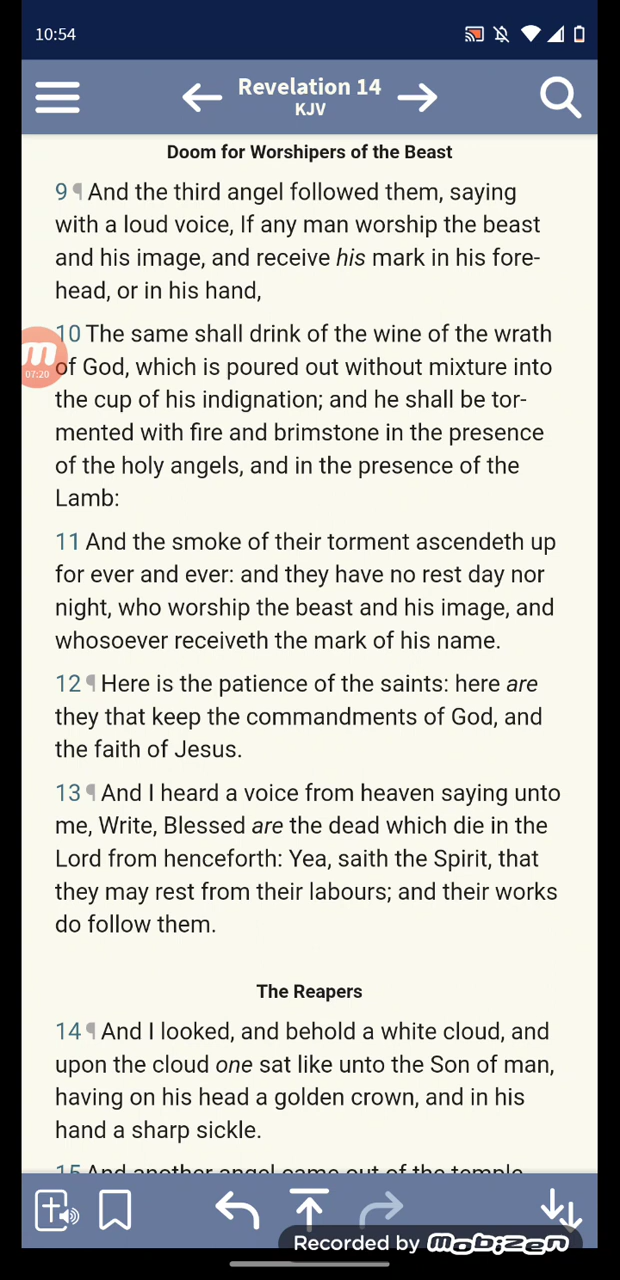 10:54
Revelation 14
KJV
Doom for Worshipers of the Beast
9 ¶ And the third angel followed them, saying
with a loud voice, If any man worship the beast
and his image, and receive his mark in his fore-
head, or in his hand,
10 The same shall drink of the wine of the wrath
of God, which is poured out without mixture into
the cup of his indignation; and he shall be tor-
mented with fire and brimstone in the presence
of the holy angels, and in the presence of the
Lamb:
11 And the smoke of their torment ascendeth up
for ever and ever: and they have no rest day nor
night, who worship the beast and his image, and
whosoever receiveth the mark of his name.
12 ¶ Here is the patience of the saints: here are
they that keep the commandments of God, and
the faith of Jesus.
13 ¶ And I heard a voice from heaven saying unto
me, Write, Blessed are the dead which die in the
Lord from henceforth: Yea, saith the Spirit, that
they may rest from their labours; and their works
do follow them.
The Reapers
14 ¶ And I looked, and behold a white cloud, and
upon the cloud one sat like unto the Son of man,
having on his head a golden crown, and in his
hand a sharp sickle.
15 And another angel came out of the temple
m
07:20
Recorded by mobizen